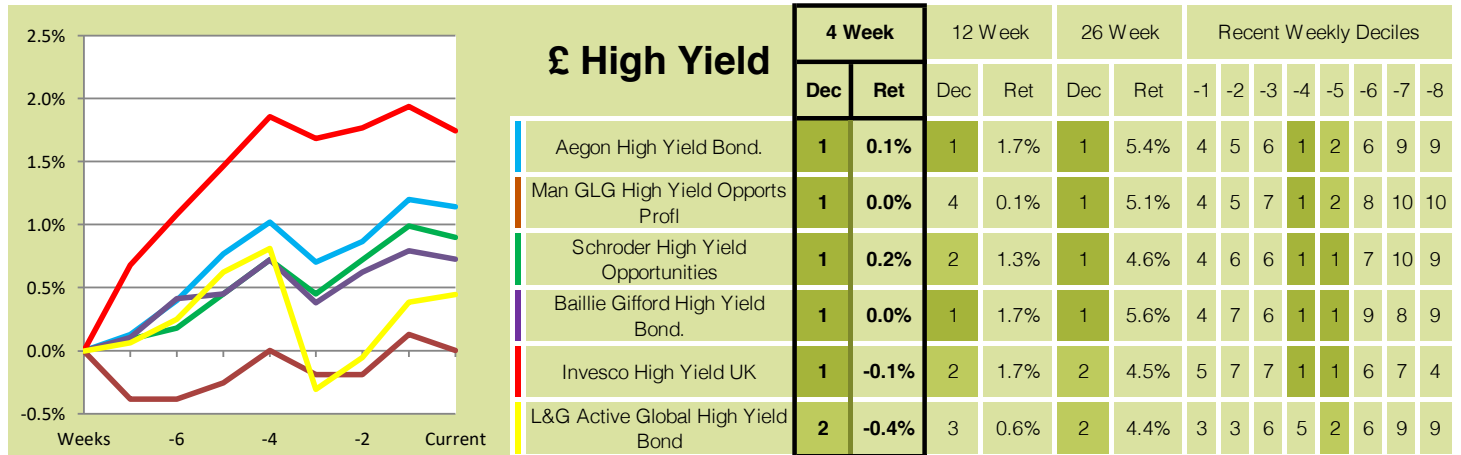 2.5%
2.0%
1.5%
1.0%
0.5%
0.0%
-0.5%
Weeks -6 -4 -2 Current
£ High Yield
4 Week 12 Week 26 Week Recent Weekly Deciles
Dec Ret Dec Ret Dec Ret -1 -2 -3 -4 -5 -6 -7 -8
Aegon High Yield Bond. 1 0.1% 1 1.7% 1 5.4% 4 5 6 1 2 6 9 9
Man GLG High Yield Opports
Profl 1 0.0% 4 0.1% 1 5.1% 4 5 7 1 2 8 10 10
Schroder High Yield
Opportunities 1 0.2% 2 1.3% 1 4.6% 4 6 6 1 1 7 10 9
Baillie Gifford High Yield
Bond. 1 0.0% 1 1.7% 1 5.6% 4 7 6 1 1 9 8 9
Invesco High Yield UK 1 -0.1% 2 1.7% 2 4.5% 5 7 7 1 1 6 7 4
L&G Active Global High Yield
Bond 2 -0.4% 3 0.6% 2 4.4% 3 3 6 5 2 6 9 9